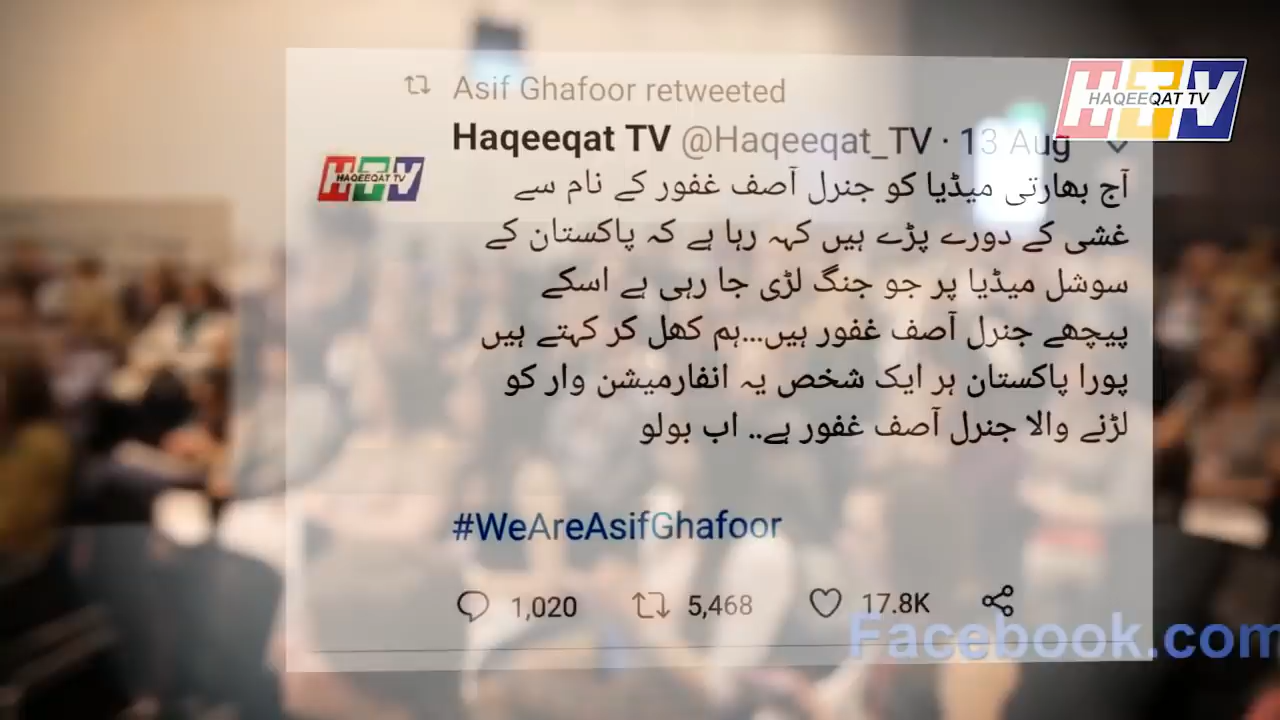 Asif Ghafoor retweeted
HAQEEQAT TV
Haqeeqat TV @Haqeeqat_TV · 13 Aug
HAQEEQAT TV
آج بھارتی میڈیا کو جنرل آصف غفور کے نام سے
غشی کے دورے پڑے ہیں کہہ رہا ہے کہ پاکستان کے
سوشل میڈیا پر جو جنگ لڑی جا رہی ہے اسکے
پیچھے جنرل آصف غفور ہیں...ہم کھل کر کہتے ہیں
پورا پاکستان ہر ایک شخص یہ انفارمیشن وار کو
لڑنے والا جنرل آصف غفور ہے.. اب بولو
#WeAreAsifGhafoor
1,020 5,468 17.8K
Facebook.com